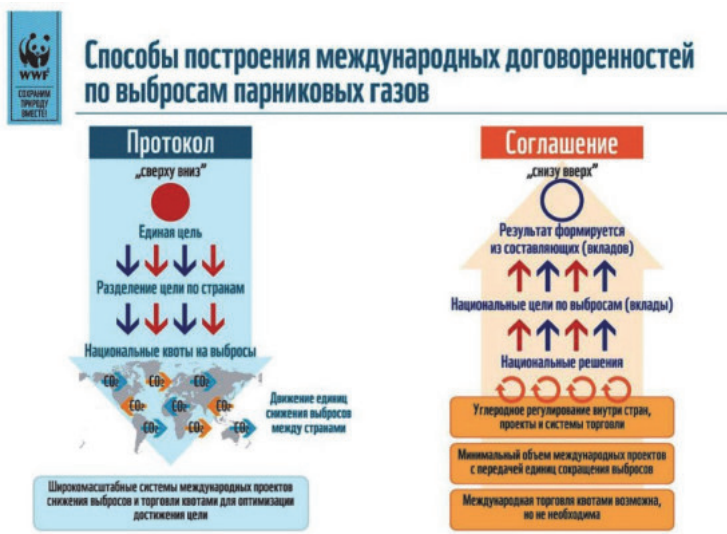 WWF
СОХРАНИМ
ПРИРОДУ
ВМЕСТЕ!
Способы построения международных договоренностей
по выбросам парниковых газов
Протокол
„сверху вниз”
Единая цель
Разделение цели по странам
Национальные квоты на выбросы
CO₂ CO₂ CO₂
CO₂ CO₂ CO₂
CO₂ CO₂ CO₂
Движение единиц
снижения выбросов
между странами
Широкомасштабные системы международных проектов
снижения выбросов и торговли квотами для оптимизации
достижения цели
Соглашение
„снизу вверх”
Результат формируется
из составляющих (вкладов)
Национальные цели по выбросам (вклады)
Национальные решения
Углеродное регулирование внутри стран,
проекты и системы торговли
Минимальный объем международных проектов
с передачей единиц сокращения выбросов
Международная торговля квотами возможна,
но не необходима